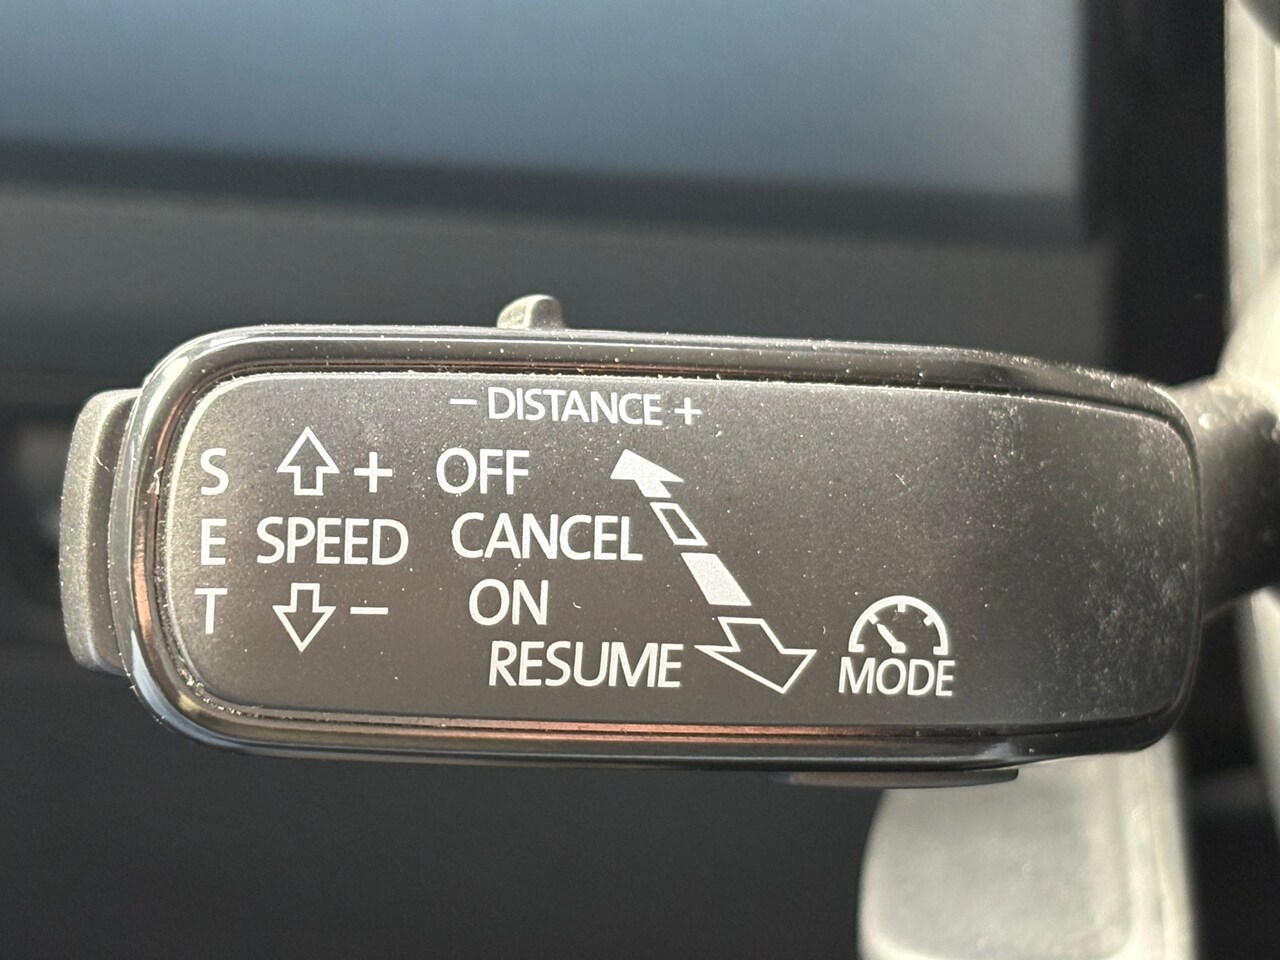 − DISTANCE +
S + OFF
E SPEED CANCEL
T − ON
RESUME
MODE